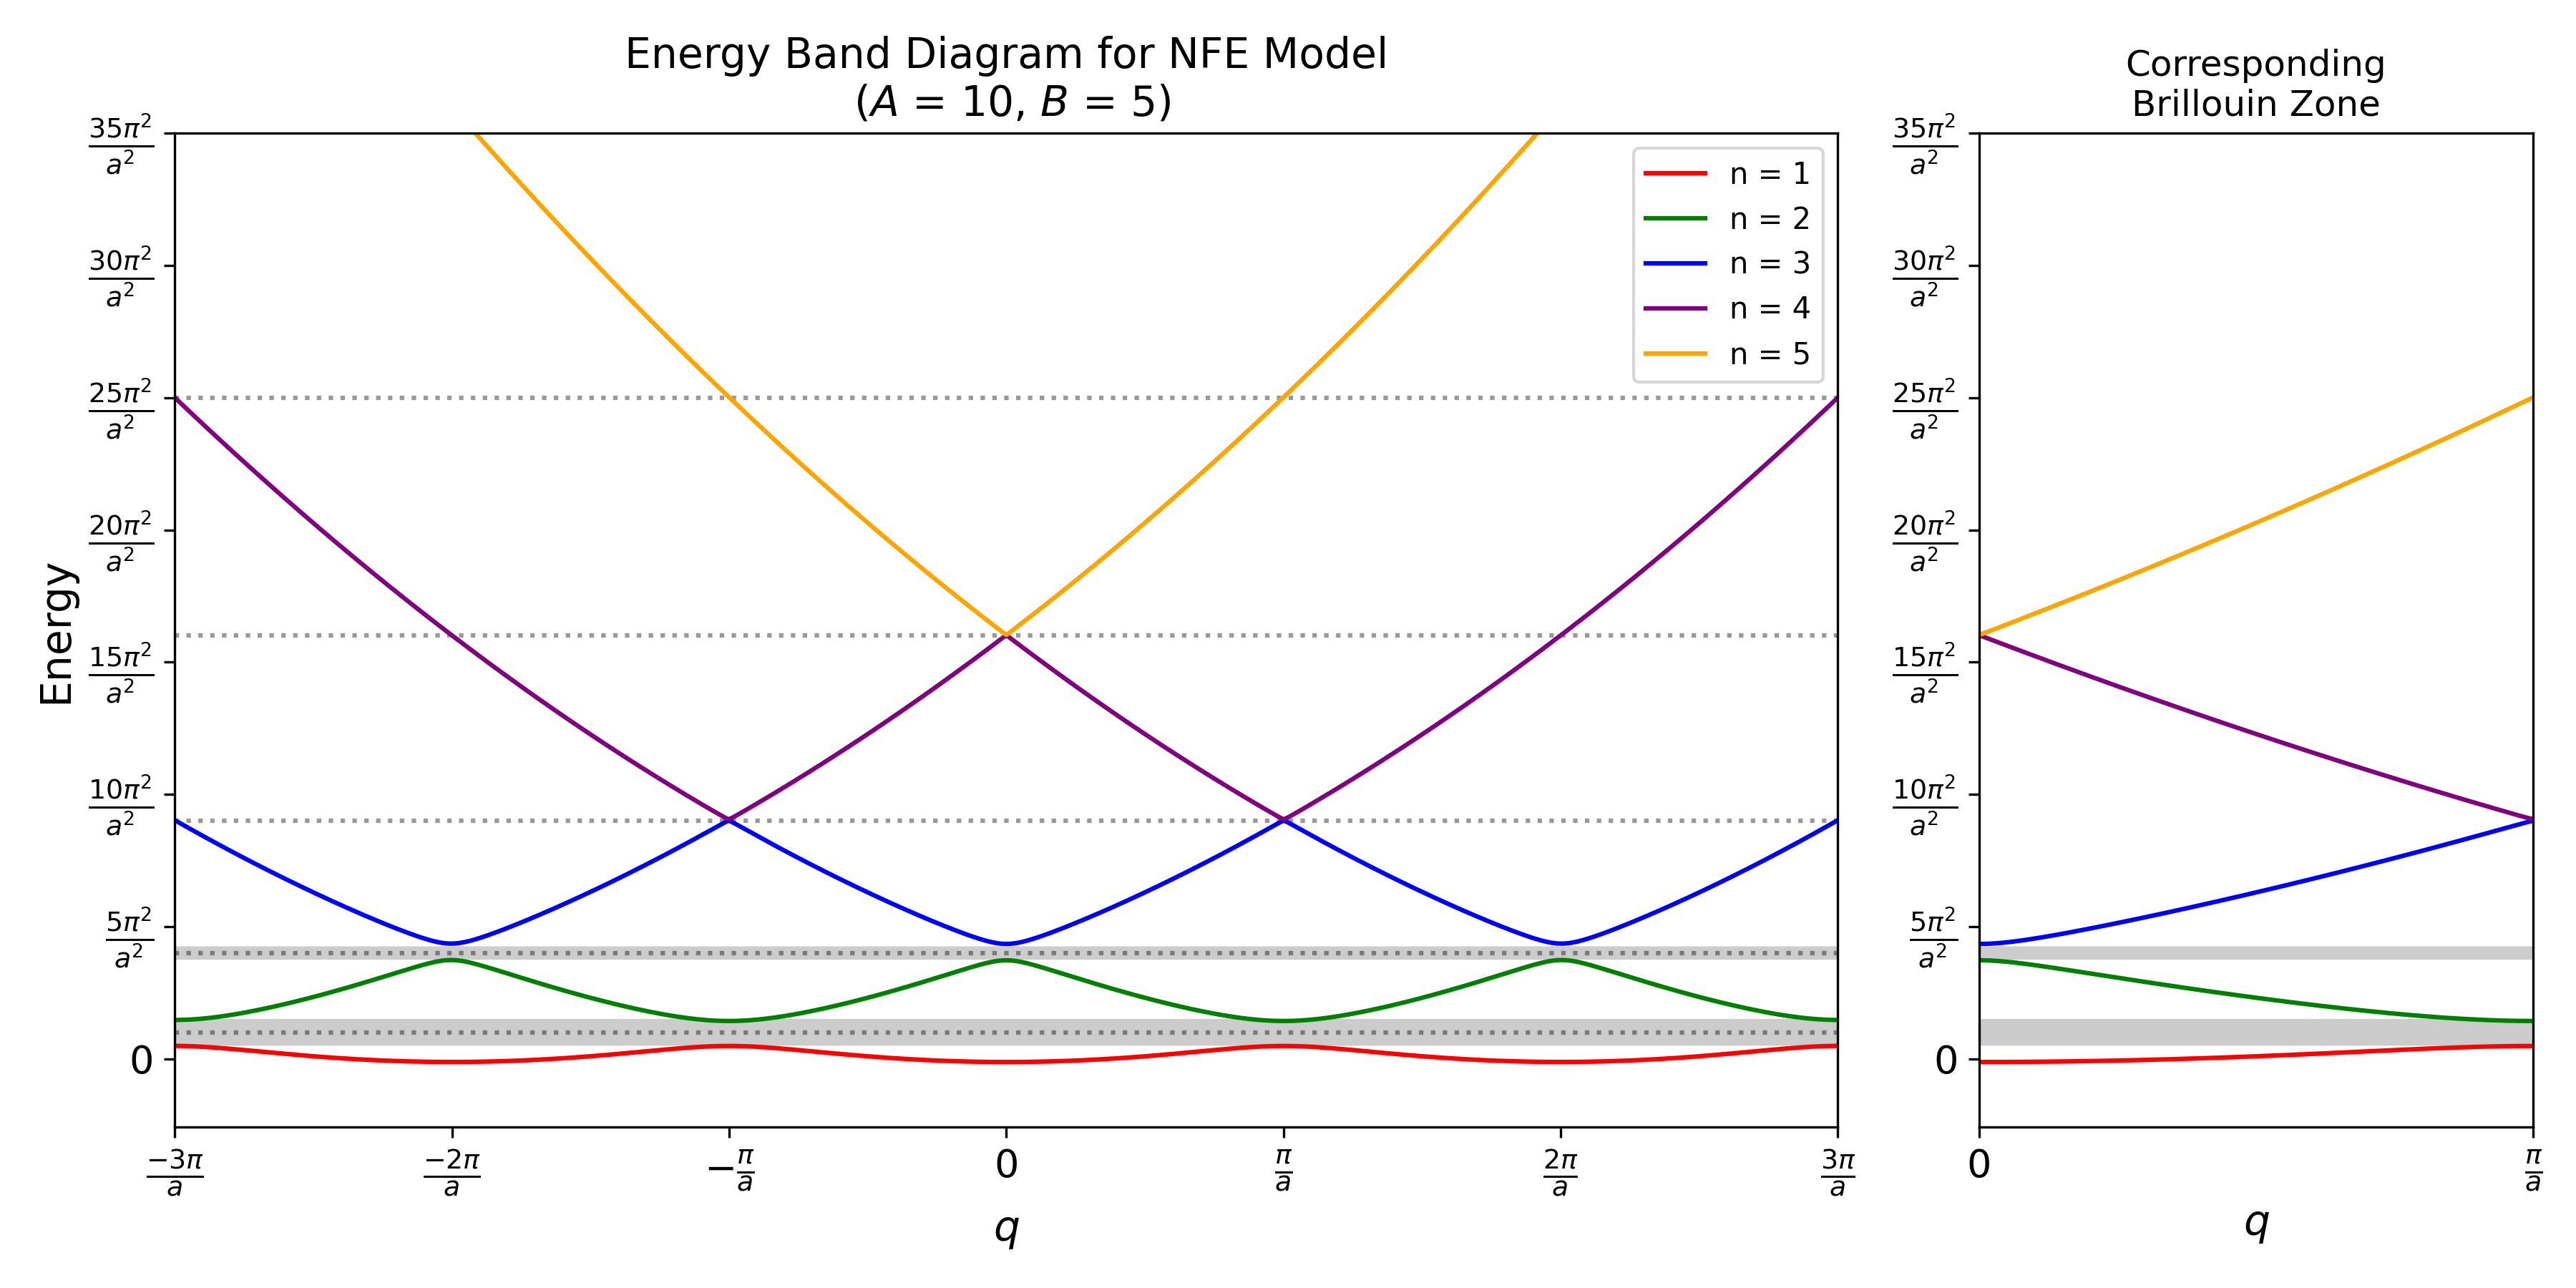 Energy Band Diagram for NFE Model
(A = 10, B = 5)
Energy
35π²/a²
30π²/a²
25π²/a²
20π²/a²
15π²/a²
10π²/a²
5π²/a²
0
n = 1
n = 2
n = 3
n = 4
n = 5
−3π/a
−2π/a
−π/a
0
π/a
2π/a
3π/a
q
Corresponding
Brillouin Zone
35π²/a²
30π²/a²
25π²/a²
20π²/a²
15π²/a²
10π²/a²
5π²/a²
0
0
π/a
q